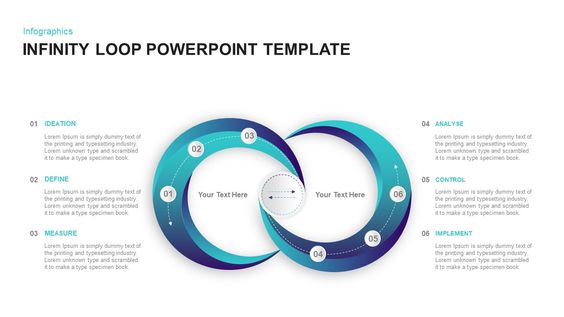 Infographics
INFINITY LOOP POWERPOINT TEMPLATE
01 IDEATION
Lorem Ipsum is simply dummy text of
the printing and typesetting industry.
Lorem Ipsum unknown and scrambled
it to make a type specimen book.
02 DEFINE
Lorem Ipsum is simply dummy text of
the printing and typesetting industry.
Lorem Ipsum unknown and scrambled
it to make a type specimen book.
03 MEASURE
Lorem Ipsum is simply dummy text of
the printing and typesetting industry.
Lorem Ipsum unknown and scrambled
it to make a type specimen book.
01
02
03
Your Text Here
Your Text Here
04
05
06
04 ANALYSE
Lorem Ipsum is simply dummy text of
the printing and typesetting industry.
Lorem Ipsum unknown and scrambled
it to make a type specimen book.
05 CONTROL
Lorem Ipsum is simply dummy text of
the printing and typesetting industry.
Lorem Ipsum unknown and scrambled
it to make a type specimen book.
06 IMPLEMENT
Lorem Ipsum is simply dummy text of
the printing and typesetting industry.
Lorem Ipsum unknown and scrambled
it to make a type specimen book.